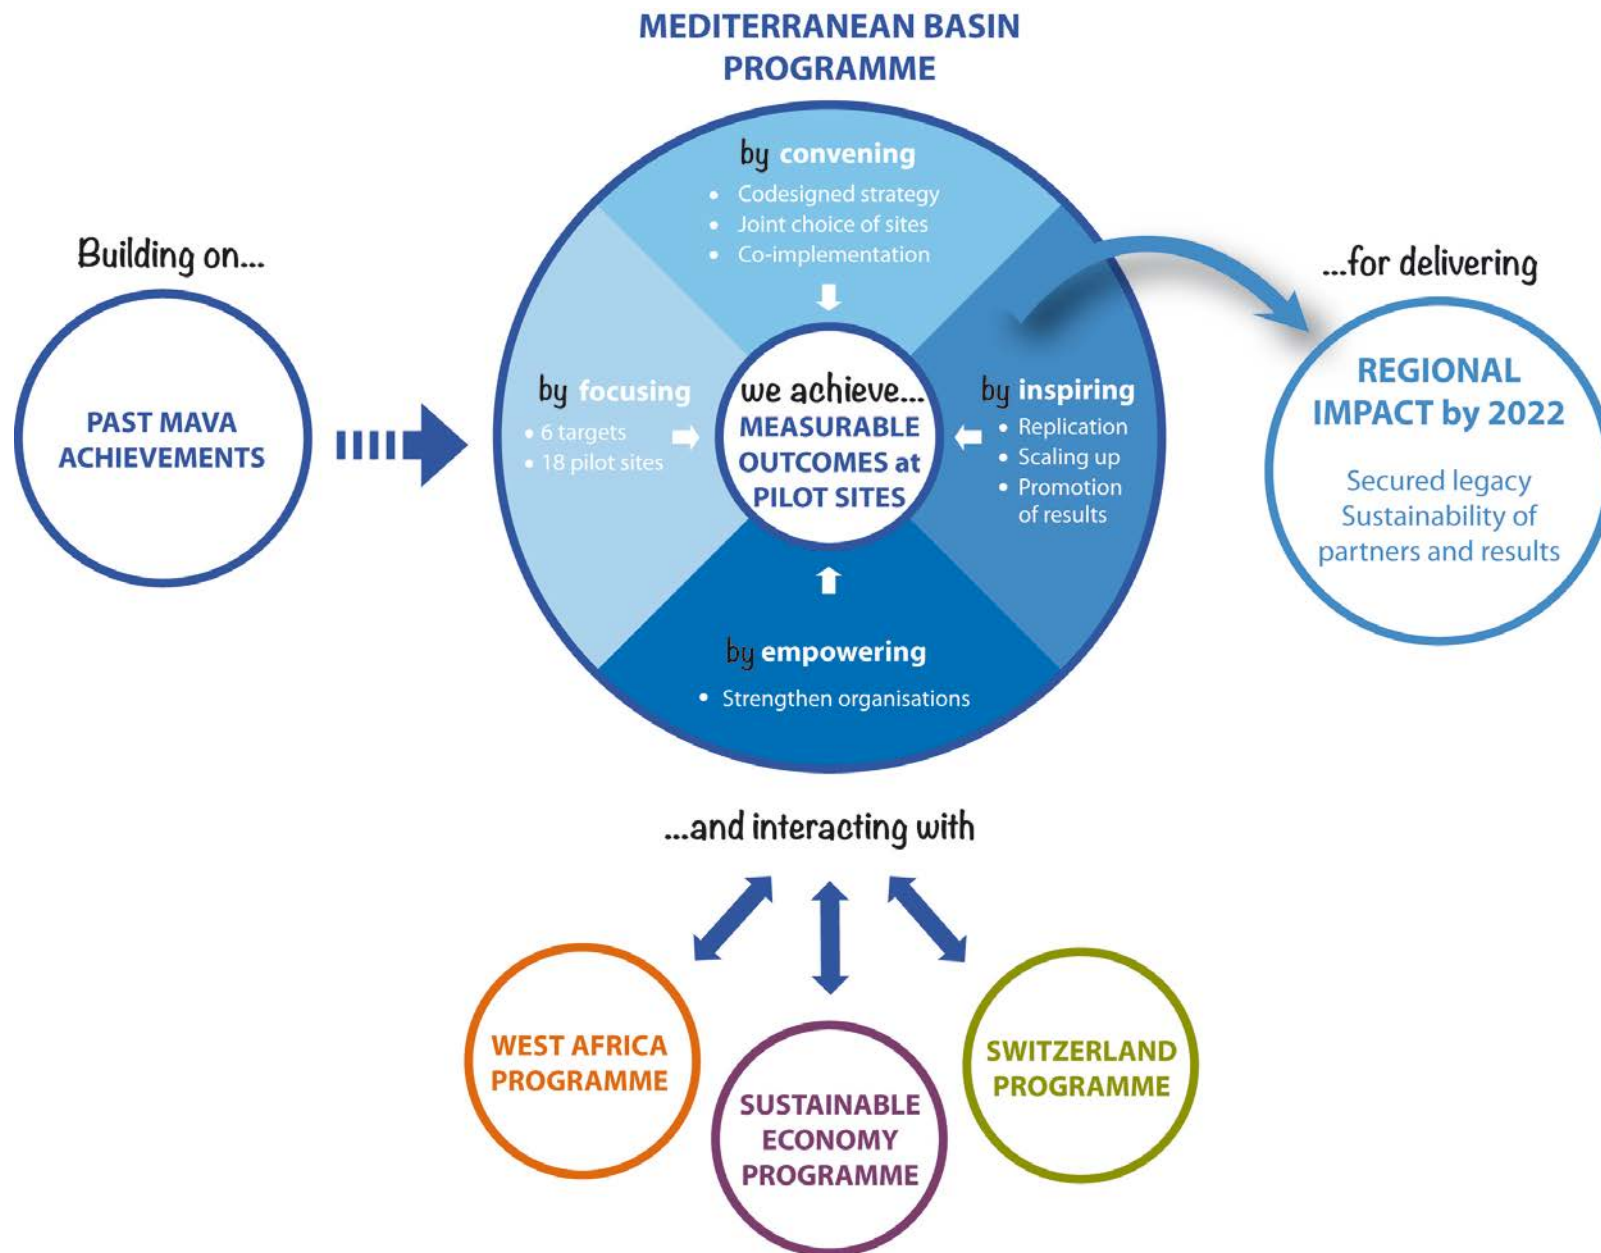 MEDITERRANEAN BASIN
PROGRAMME
Building on...
PAST MAVA
ACHIEVEMENTS
by convening
• Codesigned strategy
• Joint choice of sites
• Co-implementation
by focusing
• 6 targets
• 18 pilot sites
we achieve...
MEASURABLE
OUTCOMES at
PILOT SITES
by inspiring
• Replication
• Scaling up
• Promotion
of results
by empowering
• Strengthen organisations
...for delivering
REGIONAL
IMPACT by 2022
Secured legacy
Sustainability of
partners and results
...and interacting with
WEST AFRICA
PROGRAMME
SUSTAINABLE
ECONOMY
PROGRAMME
SWITZERLAND
PROGRAMME